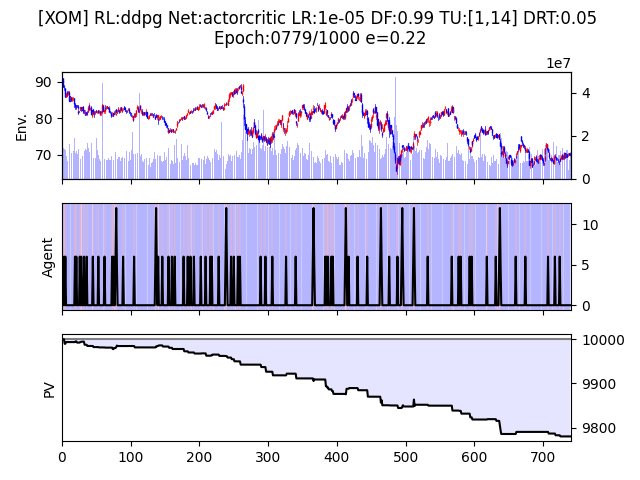 [XOM] RL:ddpg Net:actorcritic LR:1e-05 DF:0.99 TU:[1,14] DRT:0.05
Epoch:0779/1000 e=0.22
1e7
90
80
70
Env.
4
2
0
Agent
10
5
0
PV
10000
9900
9800
0 100 200 300 400 500 600 700